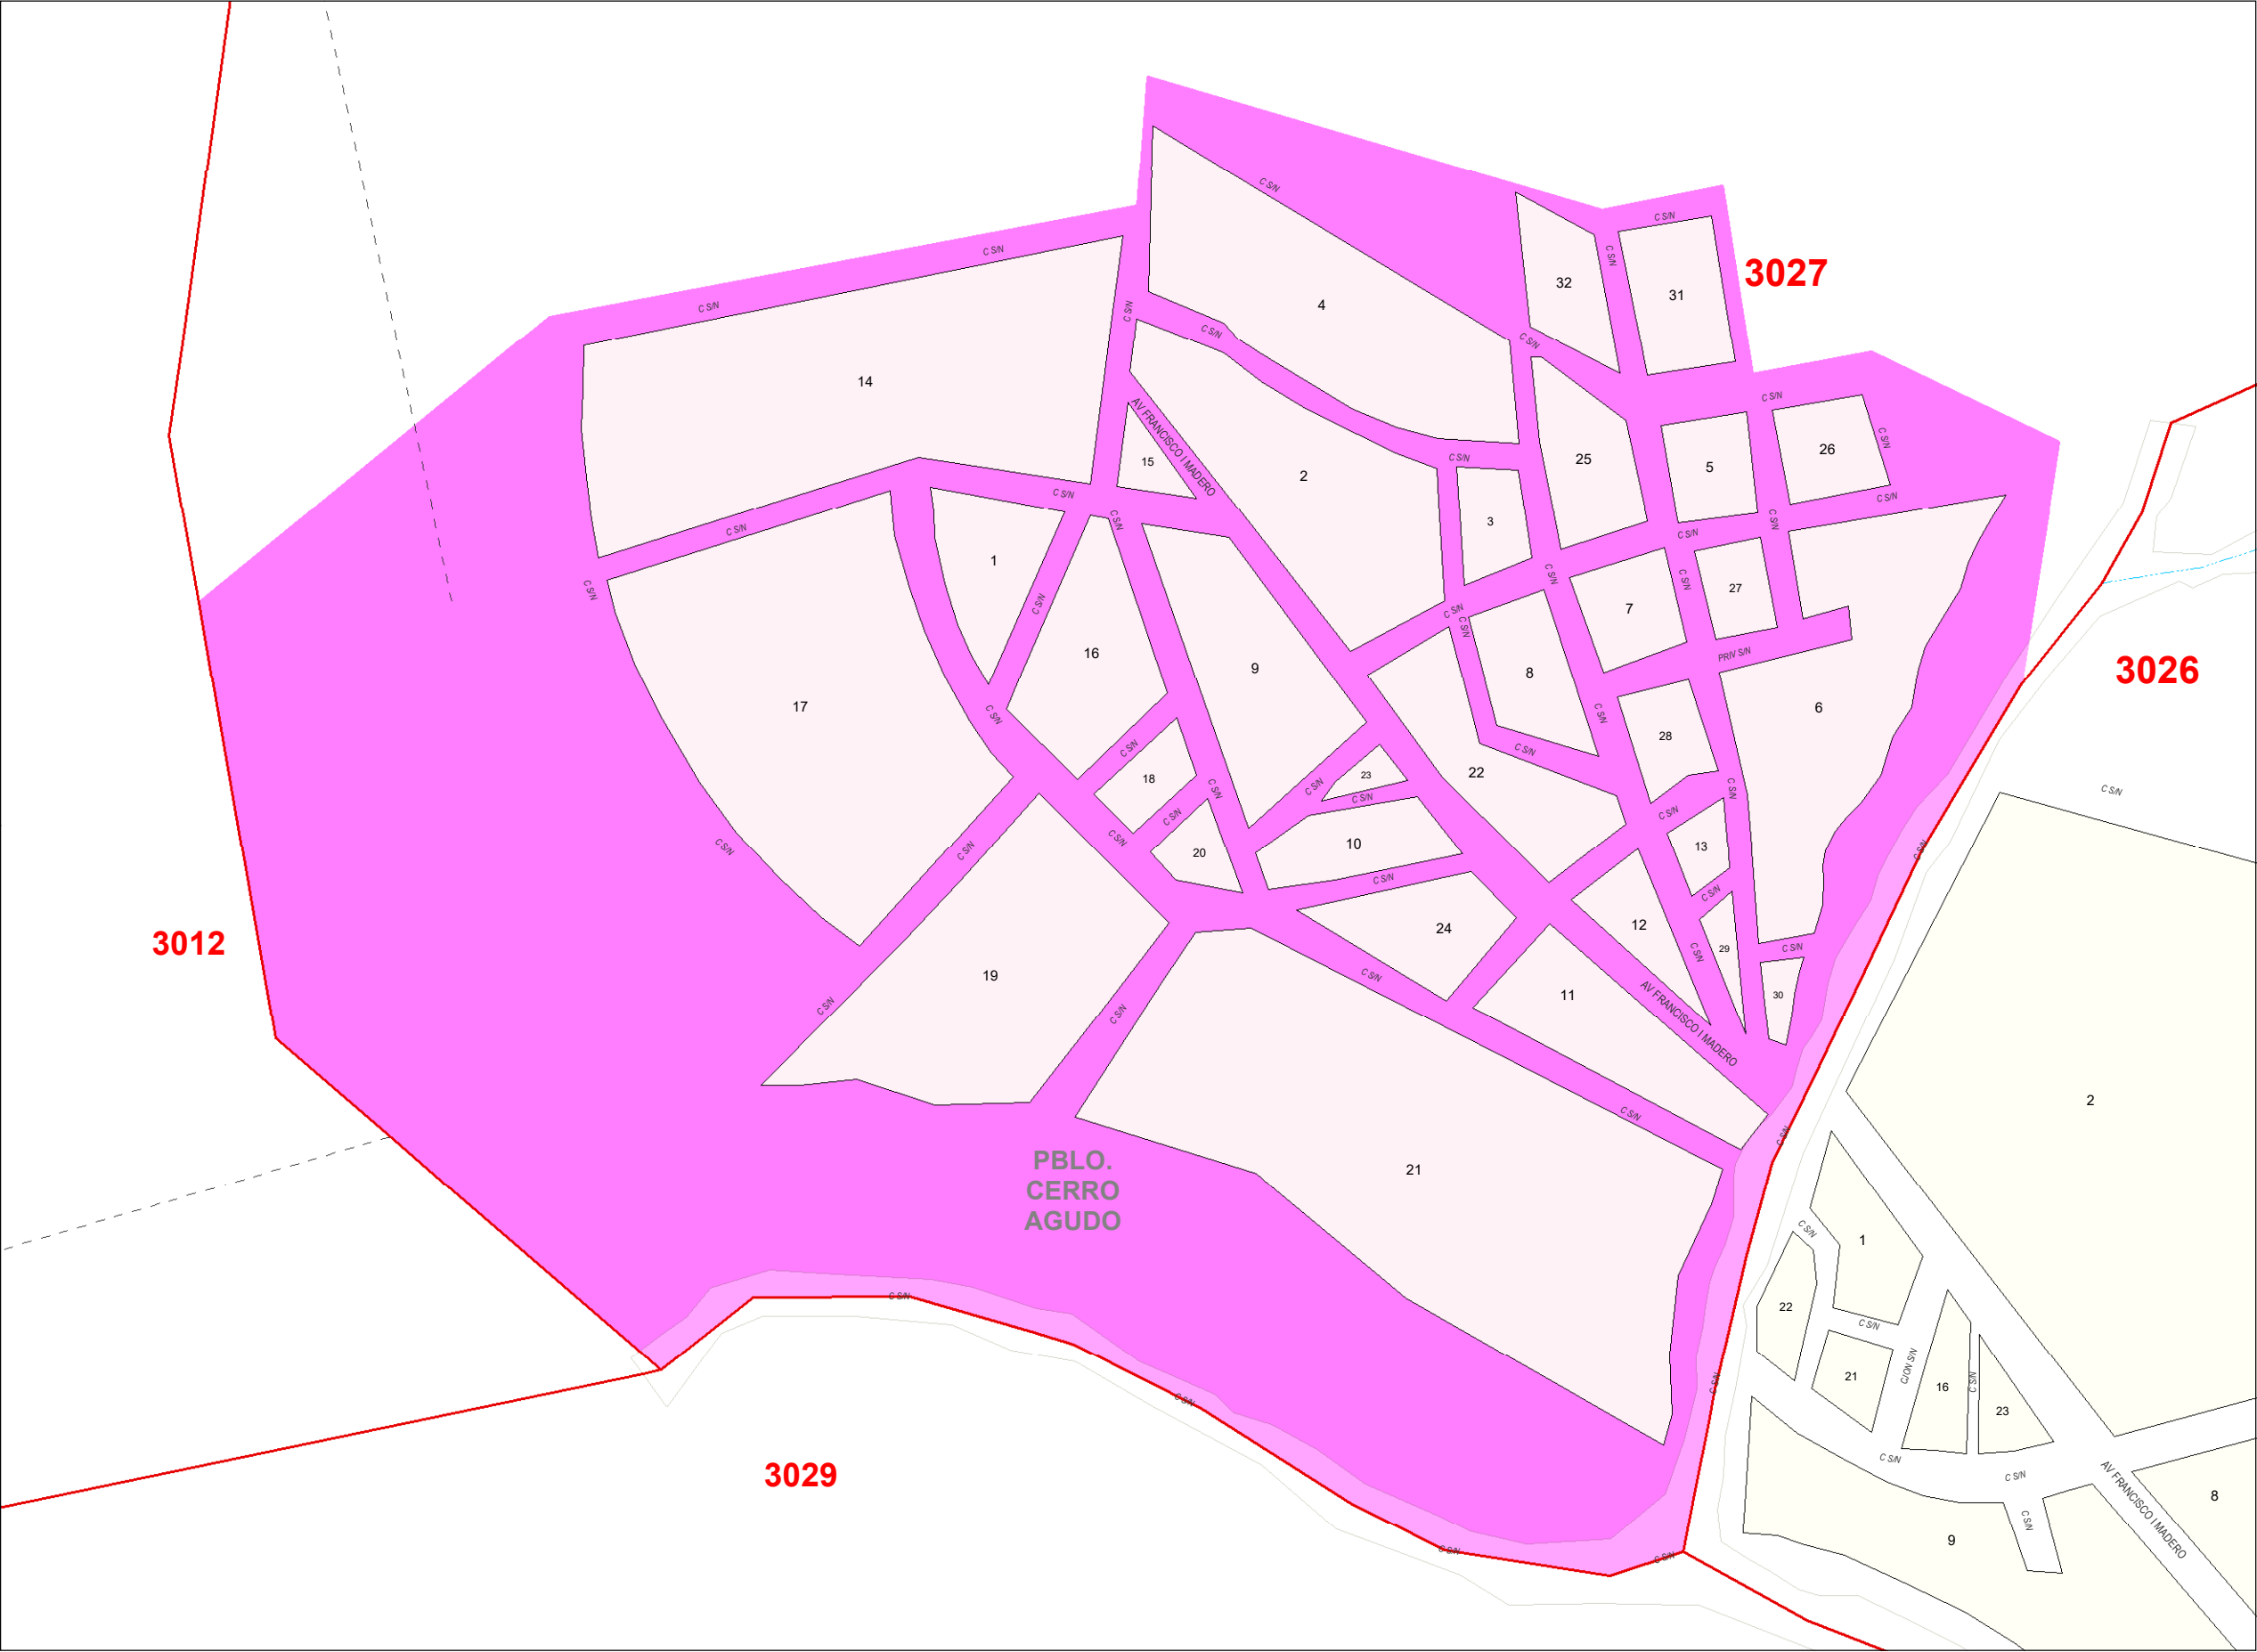 C S/N
C S/N
C S/N
3027
32
31
C S/N
C S/N
4
C S/N
C S/N
C S/N
14
C S/N
AV FRANCISCO I MADERO
C S/N
15
C S/N
25
5
26
2
C S/N
C S/N
C S/N
3
C S/N
C S/N
C S/N
C S/N
1
C S/N
C S/N
C S/N
27
C S/N
C S/N
7
C S/N
16
9
PRIV S/N
3026
8
17
6
C S/N
C S/N
28
C S/N
C S/N
22
18
23
C S/N
C S/N
C S/N
C S/N
C S/N
C S/N
C S/N
C S/N
C S/N
C S/N
10
13
20
C S/N
C S/N
C S/N
12
24
3012
29
C S/N
C S/N
19
C S/N
11
30
C S/N
C S/N
AV FRANCISCO I MADERO
2
C S/N
C S/N
PBLO.
CERRO
AGUDO
21
C S/N
1
C S/N
22
C S/N
21
C/ON S/N
C S/N
16
C S/N
C S/N
23
C S/N
3029
C S/N
AV FRANCISCO I MADERO
8
C S/N
9
C S/N
C S/N